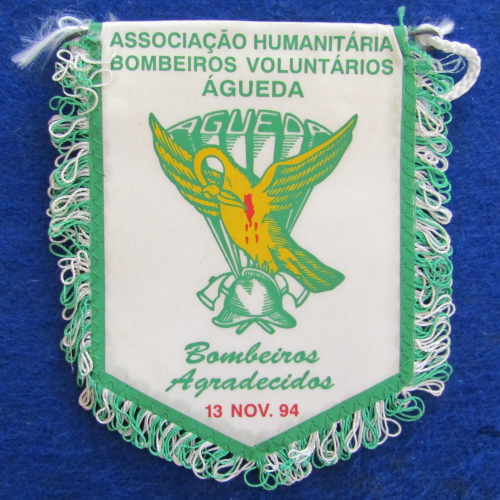 ASSOCIAÇÃO HUMANITÁRIA
BOMBEIROS VOLUNTÁRIOS
ÁGUEDA
AGUEDA
Bombeiros
Agradecidos
13 NOV. 94